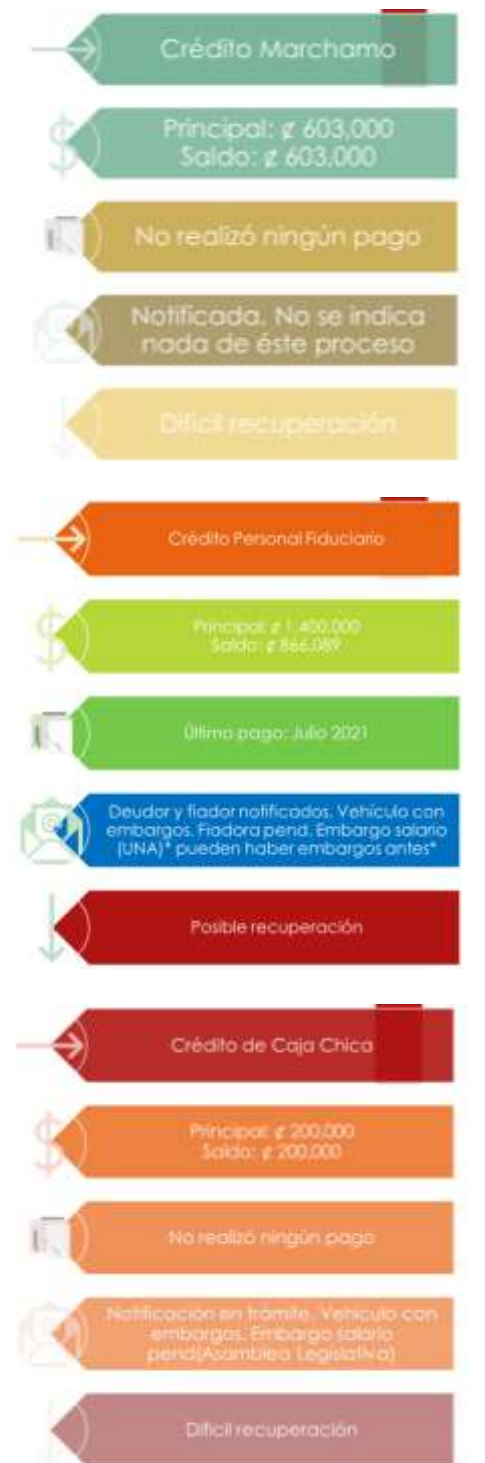 Crédito Marchamo
Principal: ₡ 603,000
Saldo: ₡ 603,000
No realizó ningún pago
Notificada. No se indica
nada de éste proceso
Difícil recuperación
Crédito Personal Fiduciario
Principal: ₡ 1,400,000
Saldo: ₡ 866,089
Último pago: Julio 2021
Deudor y fiador notificados. Vehículo con
embargos. Fiadora pend. Embargo salario
(UNA)* pueden haber embargos antes*
Posible recuperación
Crédito de Caja Chica
Principal: ₡ 200,000
Saldo: ₡ 200,000
No realizó ningún pago
Notificación en trámite. Vehículo con
embargos. Embargo salario
pend(Asamblea Legislativa)
Difícil recuperación